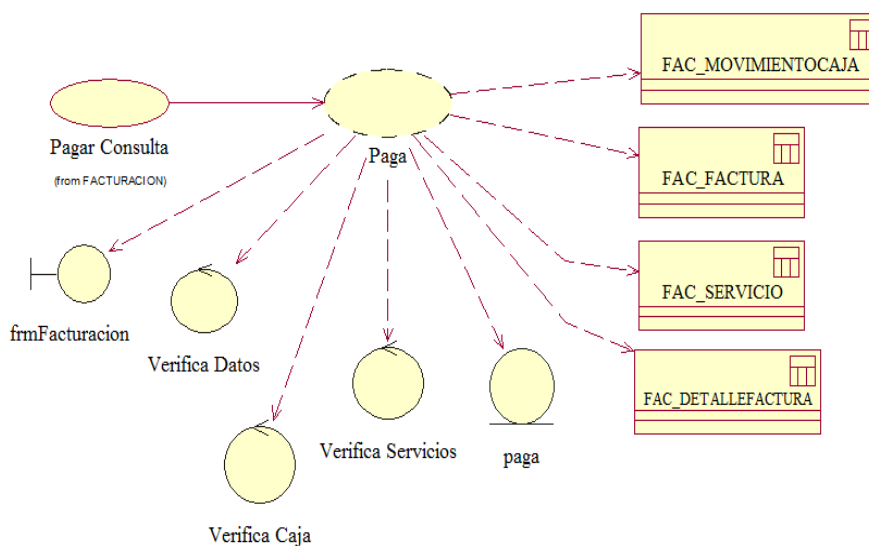 FAC_MOVIMIENTOCAJA
Pagar Consulta
(from FACTURACION)
Paga
FAC_FACTURA
FAC_SERVICIO
frmFacturacion
Verifica Datos
FAC_DETALLEFACTURA
Verifica Servicios
paga
Verifica Caja